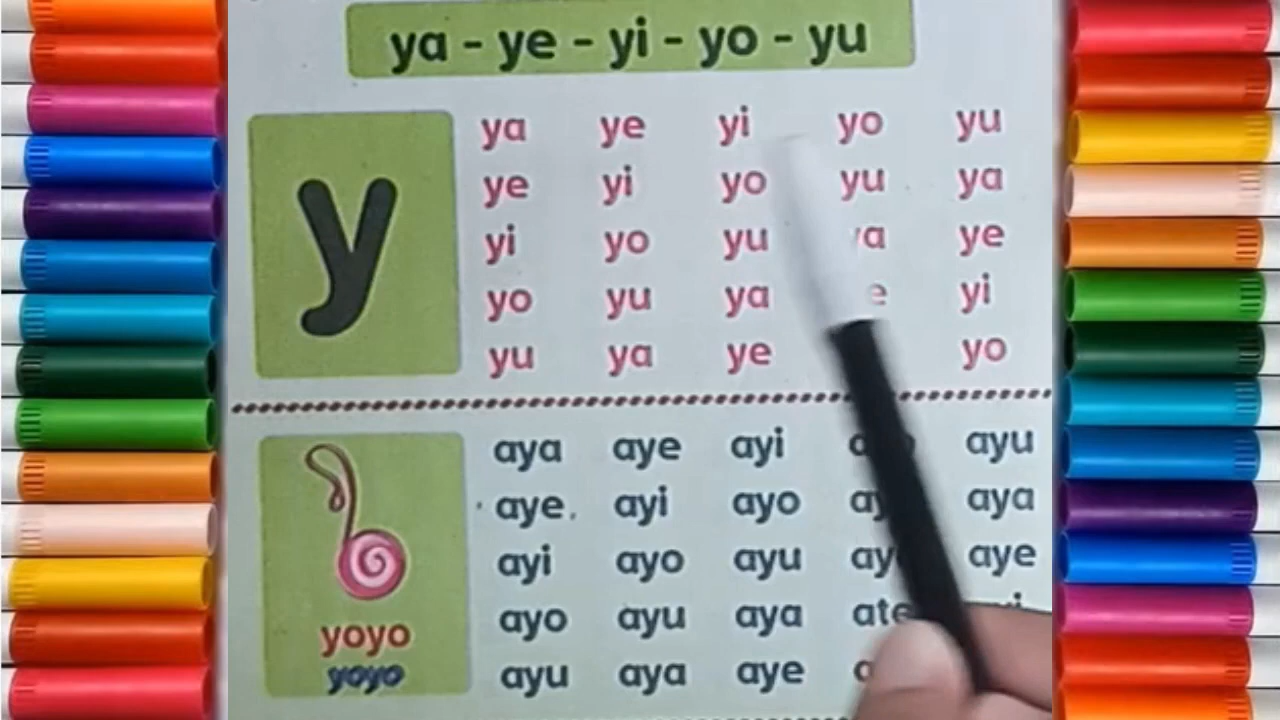 ya - ye - yi - yo - yu
y
ya ye yi yo yu
ye yi yo yu ya
yi yo yu ye
yo yu ya yi
yu ya ye yo
aya aye ayi ayu
aye ayi ayo aya
ayi ayo ayu aye
ayo ayu aya ate
ayu aya aye
yoyo
yoyo